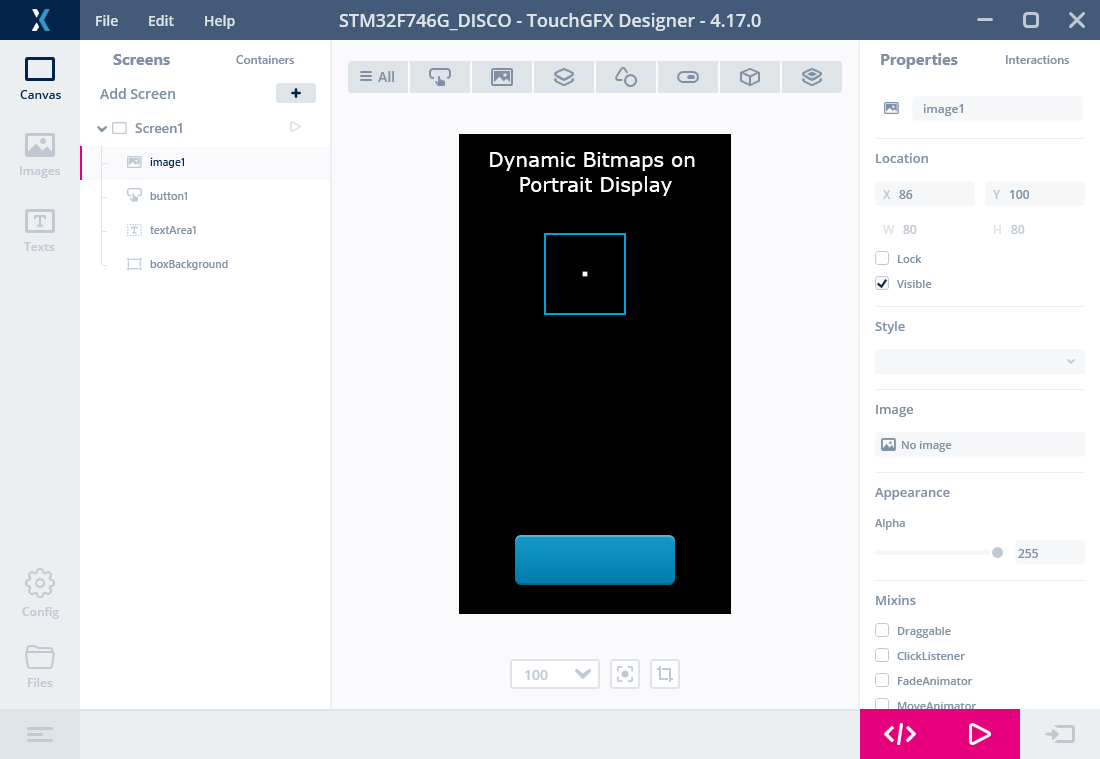 File Edit Help STM32F746G_DISCO - TouchGFX Designer - 4.17.0
Canvas
Images
Texts
Config
Files
Screens Containers
Add Screen
Screen1
image1
button1
textArea1
boxBackground
All
Dynamic Bitmaps on
Portrait Display
100
Properties Interactions
image1
Location
X 86 Y 100
W 80 H 80
Lock
Visible
Style
Image
No image
Appearance
Alpha
255
Mixins
Draggable
ClickListener
FadeAnimator
MoveAnimator